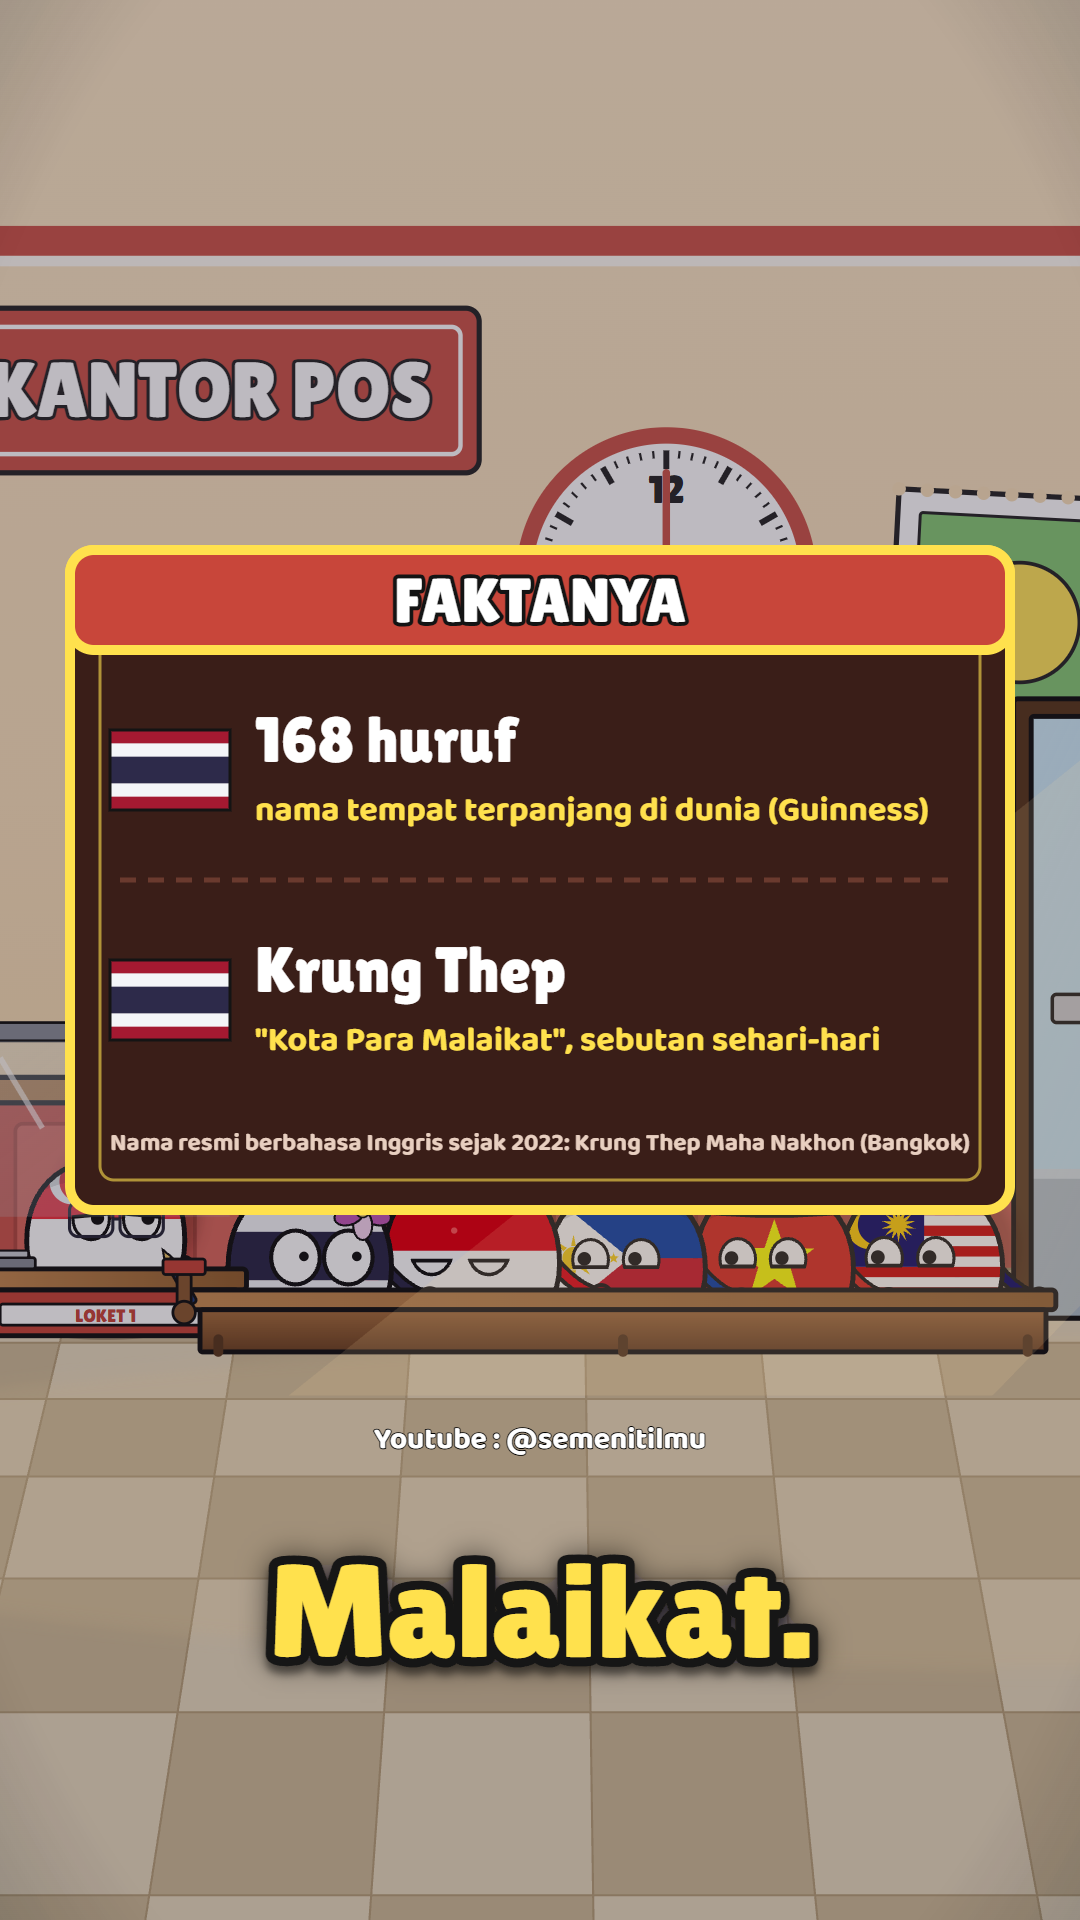 KANTOR POS
12
FAKTANYA
168 huruf
nama tempat terpanjang di dunia (Guinness)
Krung Thep
"Kota Para Malaikat", sebutan sehari-hari
Nama resmi berbahasa Inggris sejak 2022: Krung Thep Maha Nakhon (Bangkok)
LOKET 1
Youtube : @semenitilmu
Malaikat.